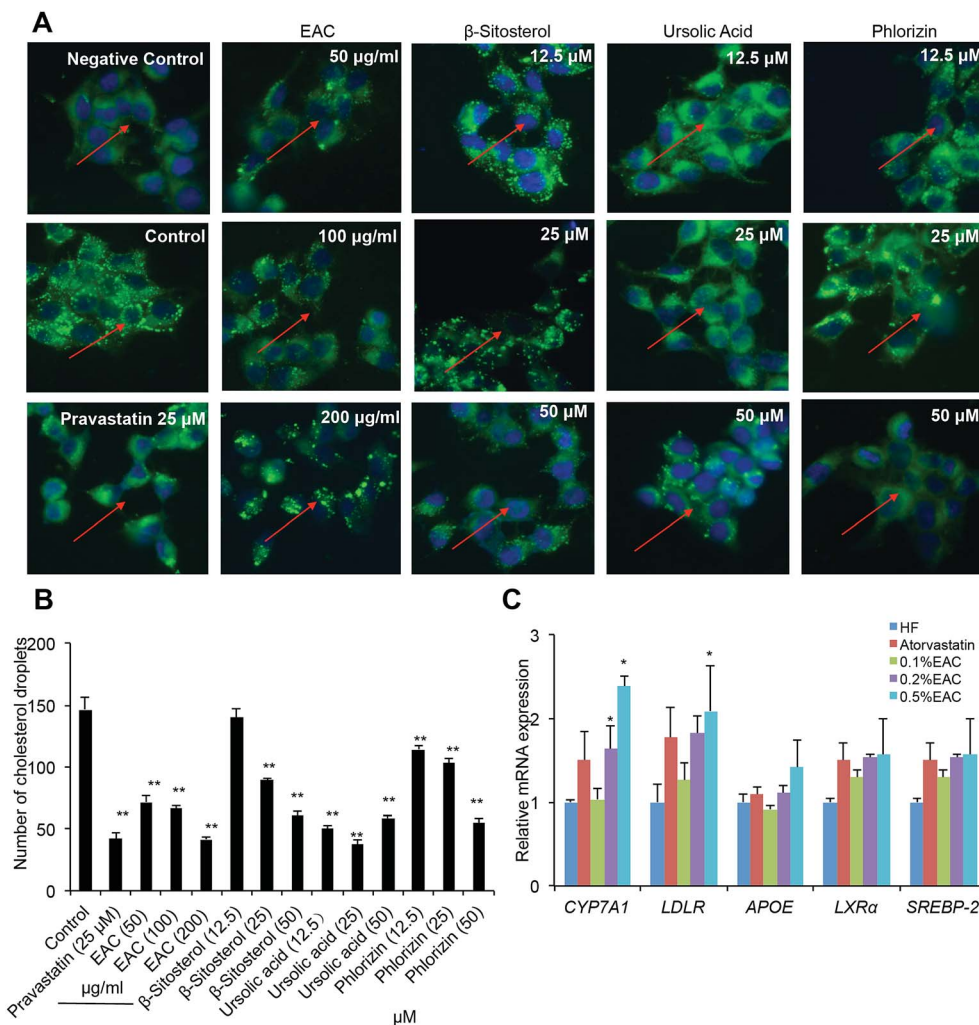 A
EAC
β-Sitosterol
Ursolic Acid
Phlorizin
Negative Control
50 µg/ml
12.5 µM
12.5 µM
12.5 µM
Control
100 µg/ml
25 µM
25 µM
25 µM
Pravastatin 25 µM
200 µg/ml
50 µM
50 µM
50 µM
B
Number of cholesterol droplets
200
150
100
50
0
**
**
**
**
**
**
**
**
**
**
**
**
Control
Pravastatin (25 µM)
EAC (50)
EAC (100)
EAC (200)
β-Sitosterol (12.5)
β-Sitosterol (25)
β-Sitosterol (50)
Ursolic acid (12.5)
Ursolic acid (25)
Ursolic acid (50)
Phlorizin (12.5)
Phlorizin (25)
Phlorizin (50)
µg/ml
µM
C
Relative mRNA expression
3
2
1
0
HF
Atorvastatin
0.1%EAC
0.2%EAC
0.5%EAC
*
*
*
CYP7A1
LDLR
APOE
LXRα
SREBP-2